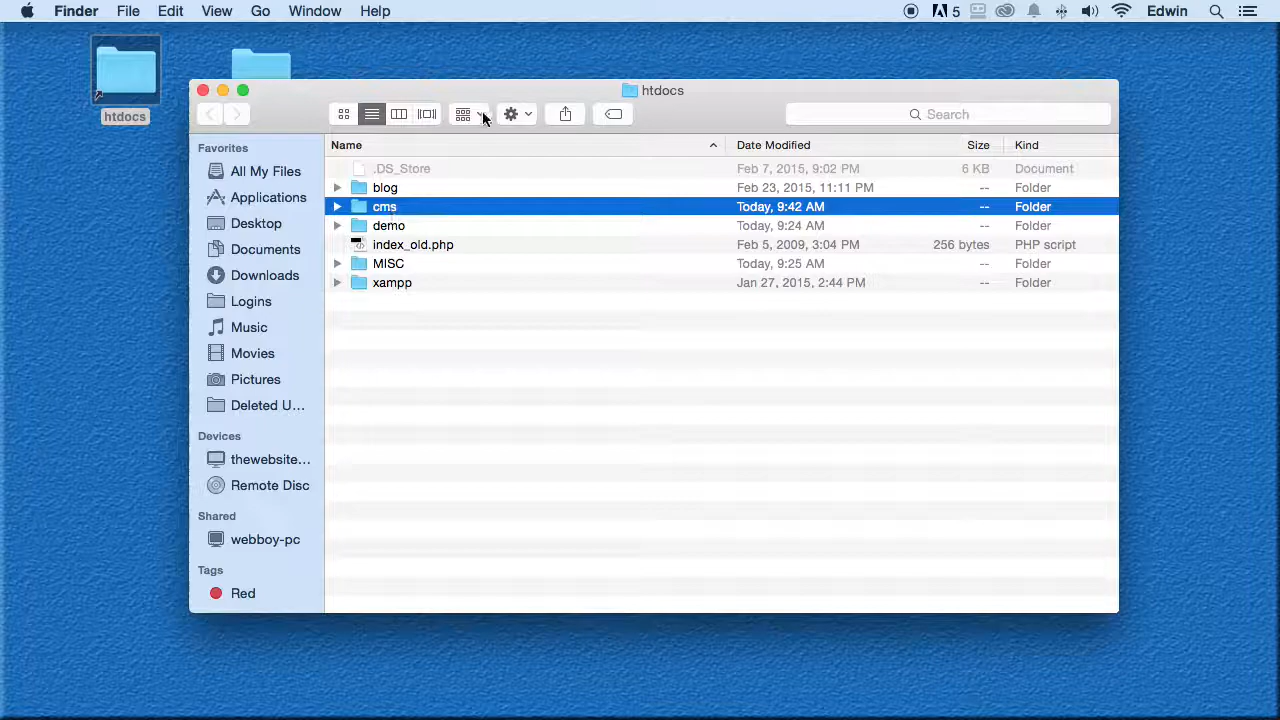 Finder File Edit View Go Window Help 5 Edwin
htdocs
htdocs
Search
Favorites
All My Files
Applications
Desktop
Documents
Downloads
Logins
Music
Movies
Pictures
Deleted U...
Devices
thewebsite...
Remote Disc
Shared
webboy-pc
Tags
Red
Name Date Modified Size Kind
.DS_Store Feb 7, 2015, 9:02 PM 6 KB Document
blog Feb 23, 2015, 11:11 PM -- Folder
cms Today, 9:42 AM -- Folder
demo Today, 9:24 AM -- Folder
index_old.php Feb 5, 2009, 3:04 PM 256 bytes PHP script
MISC Today, 9:25 AM -- Folder
xampp Jan 27, 2015, 2:44 PM -- Folder